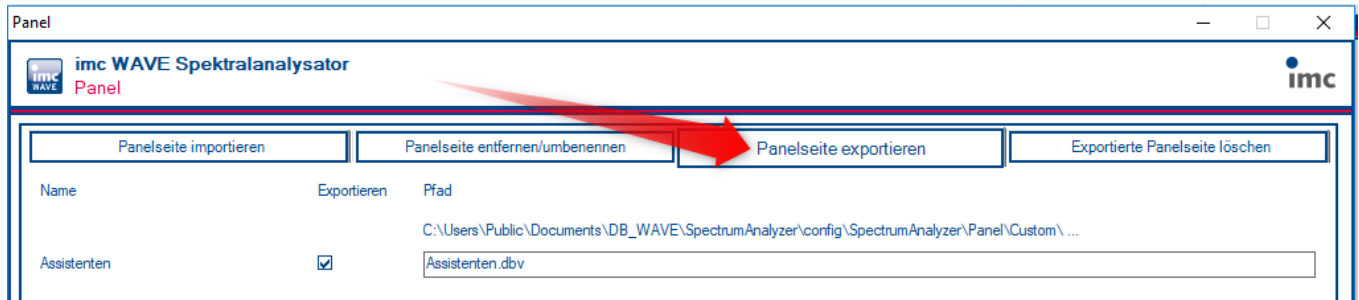 Panel
imc WAVE Spektralanalysator
imc
WAVE
Panel
imc
Panelseite importieren
Panelseite entfernen/umbenennen
Panelseite exportieren
Exportierte Panelseite löschen
Name Exportieren Pfad
C:\Users\Public\Documents\DB_WAVE\SpectrumAnalyzer\config\SpectrumAnalyzer\Panel\Custom\ ...
Assistenten Assistenten.dbv